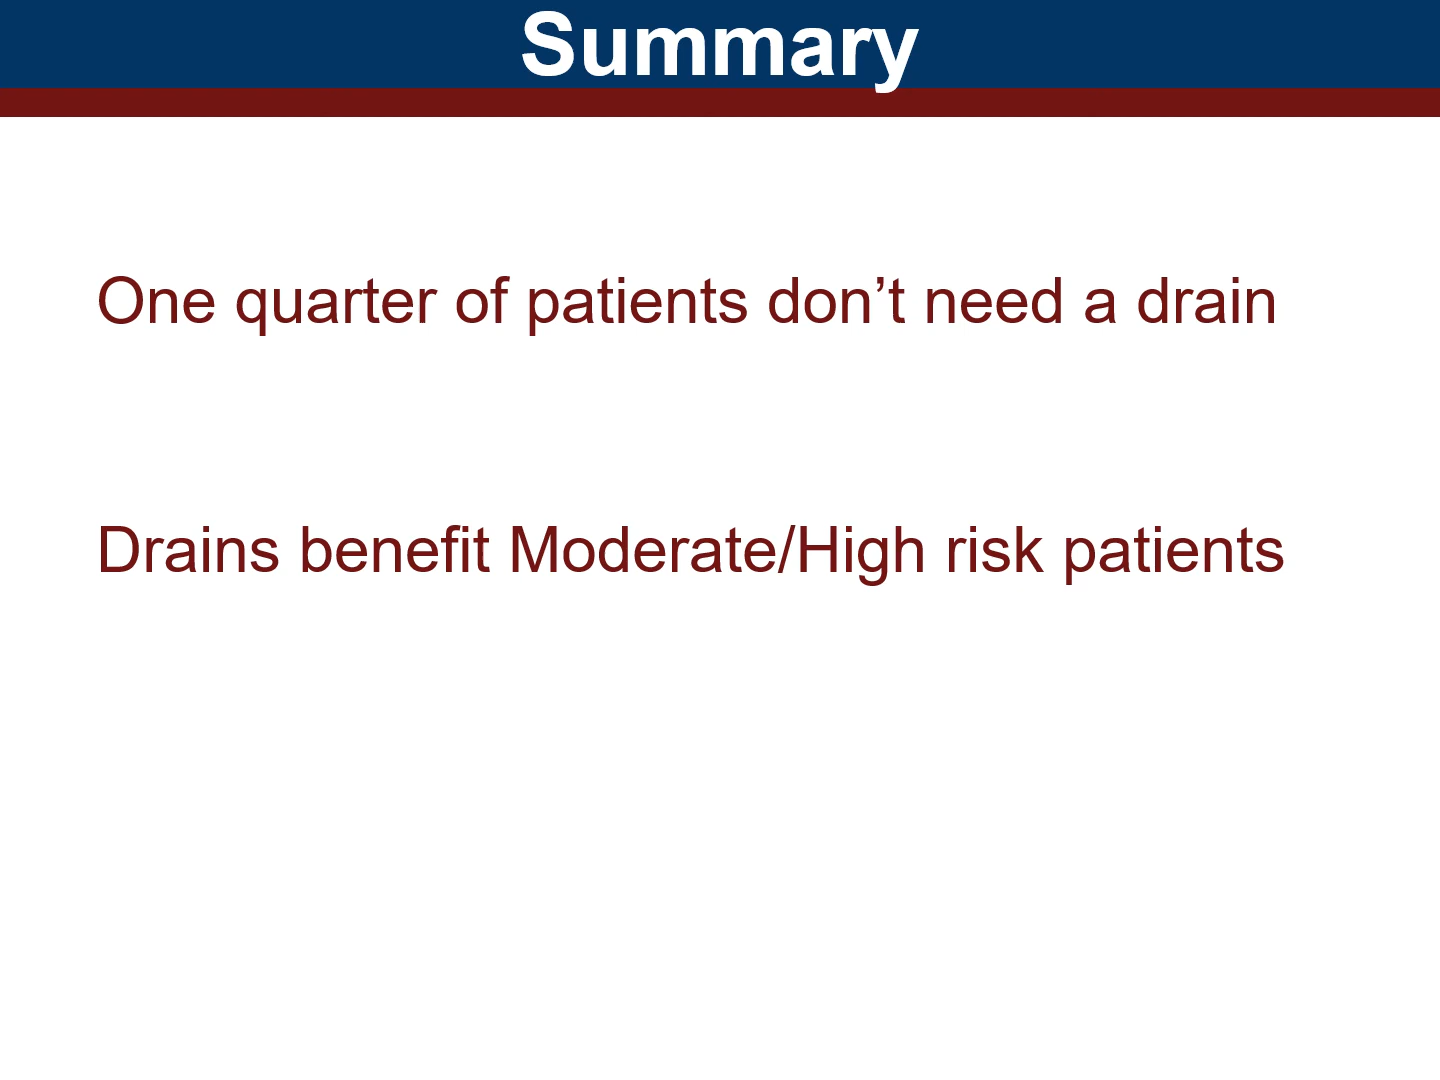 Summary
One quarter of patients don’t need a drain
Drains benefit Moderate/High risk patients